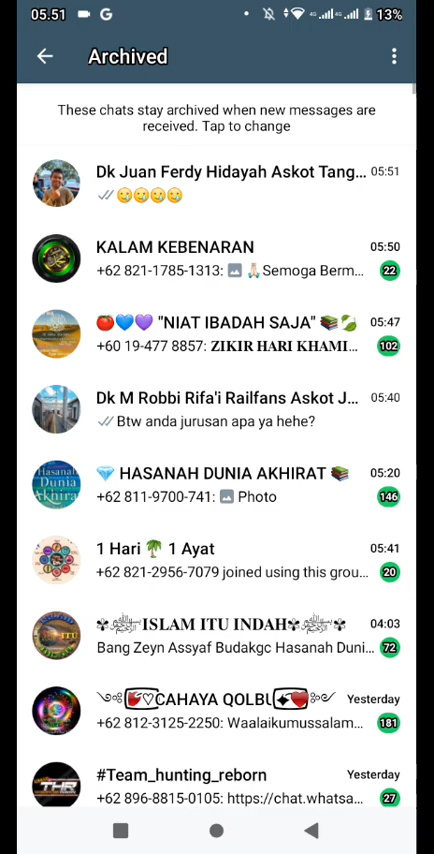 05.51 G 4G 4G 13%
Archived
These chats stay archived when new messages are
received. Tap to change
Dk Juan Ferdy Hidayah Askot Tang... 05:51
🥲🥲🥲🥲
KALAM KEBENARAN 05:50
+62 821-1785-1313: 🙏🏻Semoga Berm... 22
🍅💙💜 "NIAT IBADAH SAJA" 📚🍃 05:47
+60 19-477 8857: 𝐙𝐈𝐊𝐈𝐑 𝐇𝐀𝐑𝐈 𝐊𝐇𝐀𝐌𝐈... 102
Dk M Robbi Rifa'i Railfans Askot J... 05:40
Btw anda jurusan apa ya hehe?
Hasanah Dunia Akhirat
💎 HASANAH DUNIA AKHIRAT 📚 05:20
+62 811-9700-741: Photo 146
1 Hari 🌴 1 Ayat 05:41
+62 821-2956-7079 joined using this grou... 20
✾﷽𝐈𝐒𝐋𝐀𝐌 𝐈𝐓𝐔 𝐈𝐍𝐃𝐀𝐇✾﷽✾ 04:03
Bang Zeyn Assyaf Budakgc Hasanah Duni... 72
CAHAYA QOLBU Yesterday
+62 812-3125-2250: Waalaikumussalam... 181
#Team_hunting_reborn Yesterday
THR
+62 896-8815-0105: https://chat.whatsa... 27